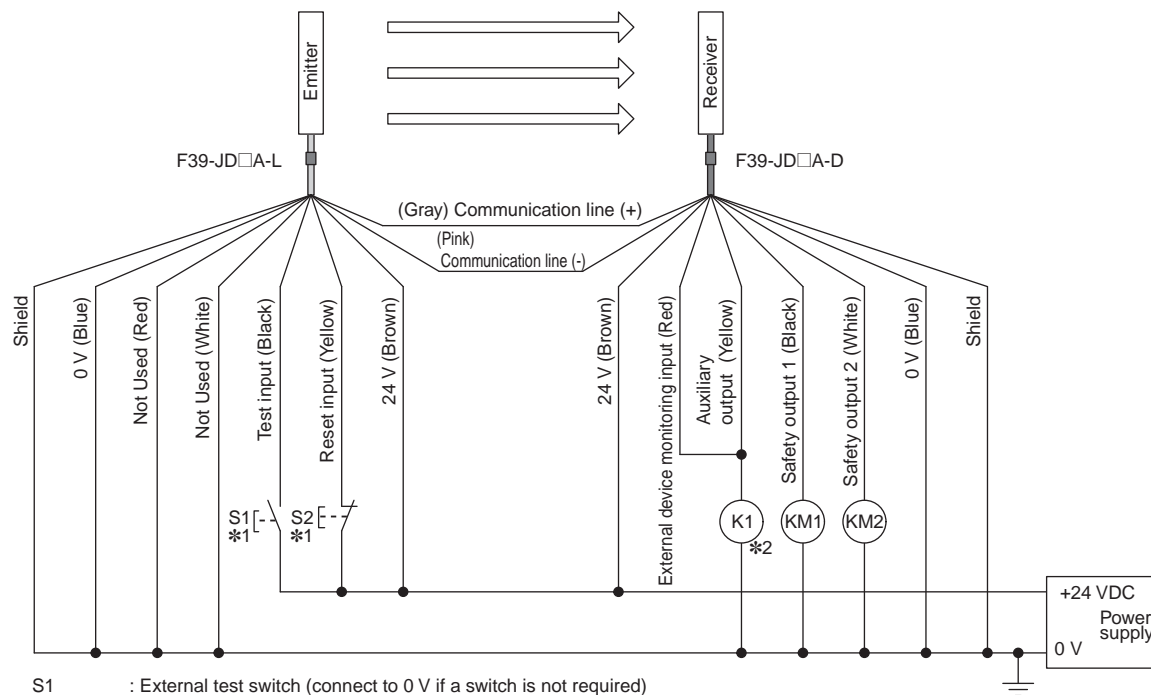 Emitter
Receiver
F39-JD□A-L
F39-JD□A-D
(Gray) Communication line (+)
(Pink)
Communication line (-)
Shield
0 V (Blue)
Not Used (Red)
Not Used (White)
Test input (Black)
Reset input (Yellow)
24 V (Brown)
24 V (Brown)
External device monitoring input (Red)
Auxiliary
output (Yellow)
Safety output 1 (Black)
Safety output 2 (White)
0 V (Blue)
Shield
S1
*1
S2
*1
K1
*2
KM1
KM2
+24 VDC
Power
supply
0 V
S1 : External test switch (connect to 0 V if a switch is not required)